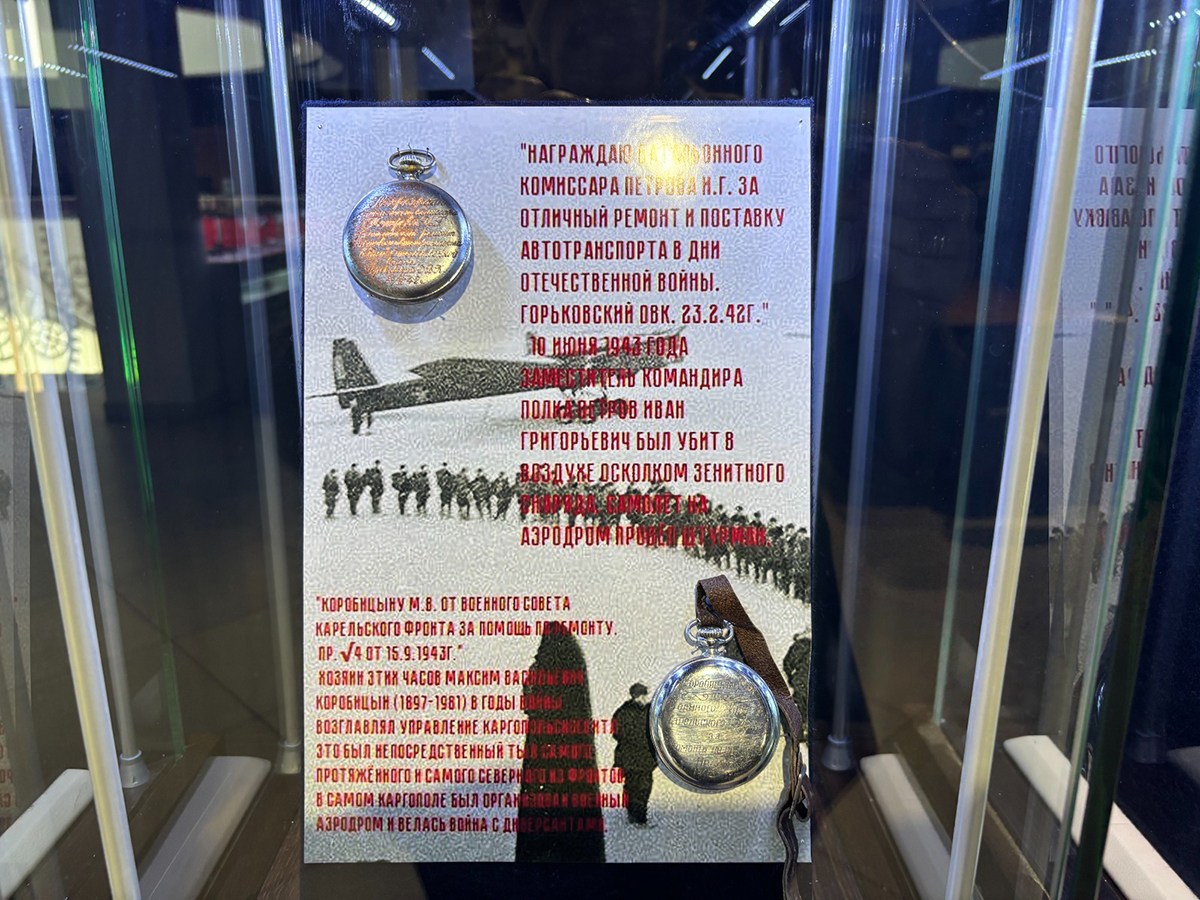 "НАГРАЖДАЮ БАТАЛЬОННОГО
КОМИССАРА ПЕТРОВА И.Г. ЗА
ОТЛИЧНЫЙ РЕМОНТ И ПОСТАВКУ
АВТОТРАНСПОРТА В ДНИ
ОТЕЧЕСТВЕННОЙ ВОЙНЫ.
ГОРЬКОВСКИЙ ОВК. 23.2.42Г."
10 ИЮНЯ 1943 ГОДА
ЗАМЕСТИТЕЛЬ КОМАНДИРА
ПОЛКА ПЕТРОВ ИВАН
ГРИГОРЬЕВИЧ БЫЛ УБИТ В
ВОЗДУХЕ ОСКОЛКОМ ЗЕНИТНОГО
СНАРЯДА. САМОЛЁТ НА
АЭРОДРОМ ПРИВЁЛ ШТУРМАН.
"КОРОБИЦЫНУ М.В. ОТ ВОЕННОГО СОВЕТА
КАРЕЛЬСКОГО ФРОНТА ЗА ПОМОЩЬ ПО РЕМОНТУ.
ПР. √4 ОТ 15.9.1943Г."
ХОЗЯИН ЭТИХ ЧАСОВ МАКСИМ ВАСИЛЬЕВИЧ
КОРОБИЦЫН (1897-1981) В ГОДЫ ВОЙНЫ
ВОЗГЛАВЛЯЛ УПРАВЛЕНИЕ
ЭТО БЫЛ НЕПОСРЕДСТВЕННЫЙ ТЫЛ САМОГО
ПРОТЯЖЁННОГО И САМОГО СЕВЕРНОГО ИЗ ФРОНТОВ.
В САМОМ КАРГОПОЛЕ БЫЛ ОРГАНИЗОВАН ВОЕННЫЙ
АЭРОДРОМ И ВЕЛАСЬ ВОЙНА С ДИВЕРСАНТАМИ.